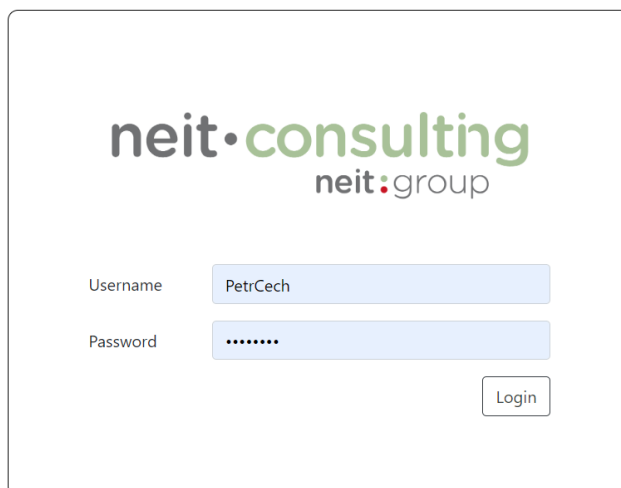 neit·consulting
neit:group
Username PetrCech
Password ••••••••
Login